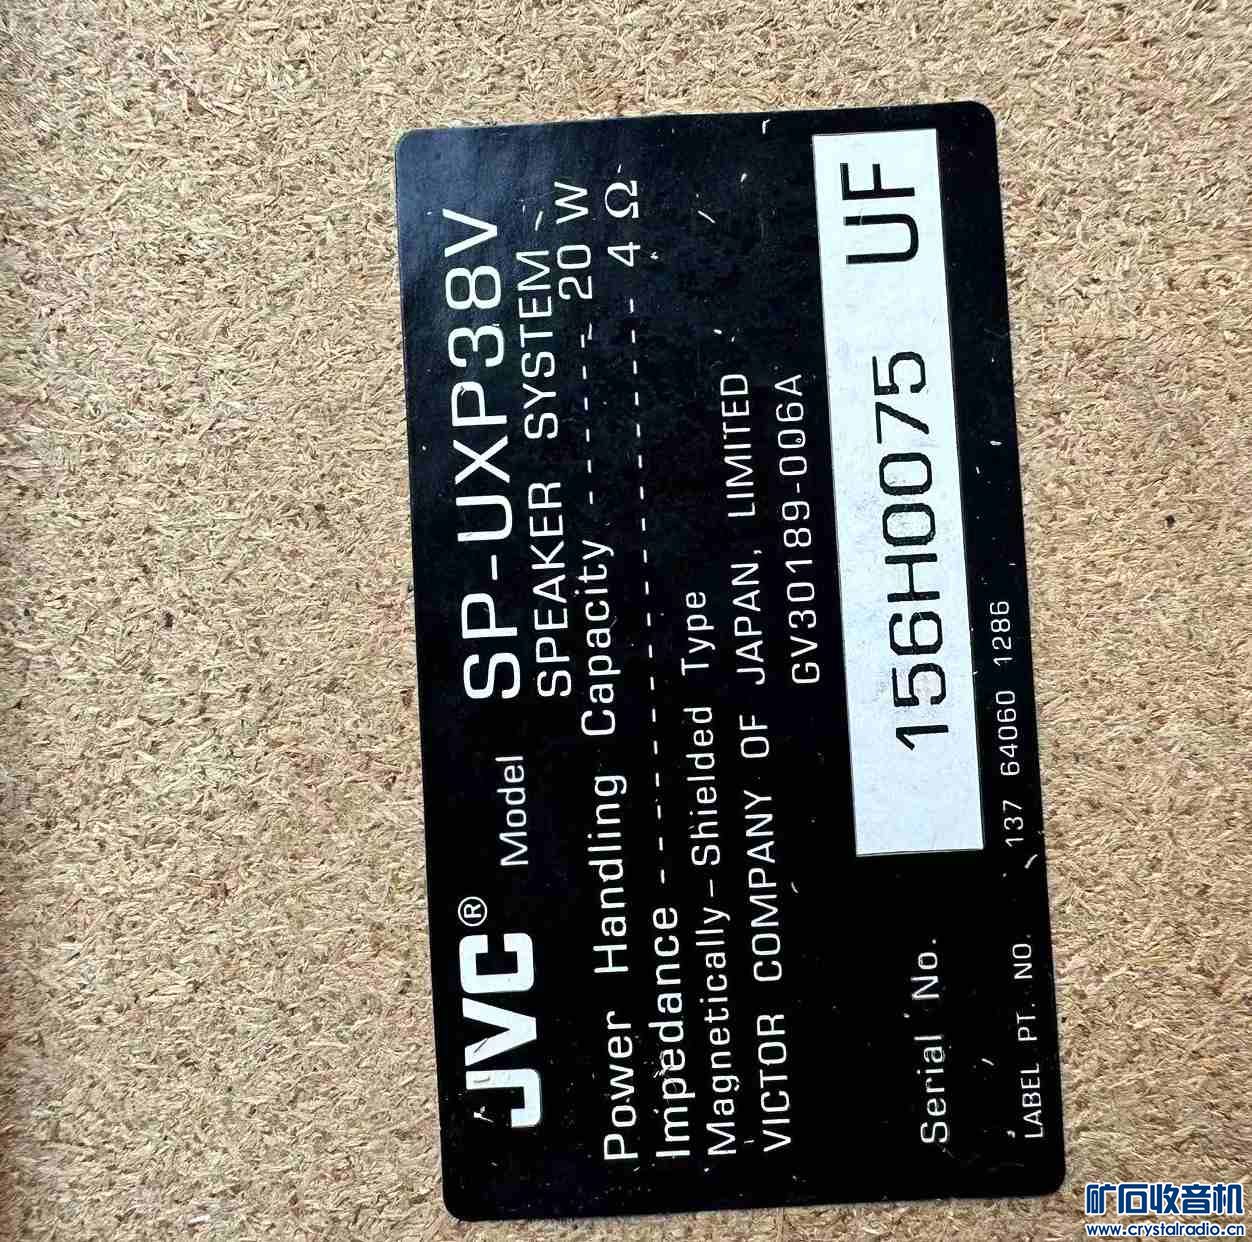 JVC® Model SP-UXP38V
SPEAKER SYSTEM
Power Handling Capacity ----- 20 W
Impedance ---------------- 4 Ω
Magnetically-Shielded Type
VICTOR COMPANY OF JAPAN, LIMITED
GV30189-006A
Serial No. 156H0075 UF
LABEL PT. NO. 137 64060 1286
矿石收音机
www.crystalradio.cn